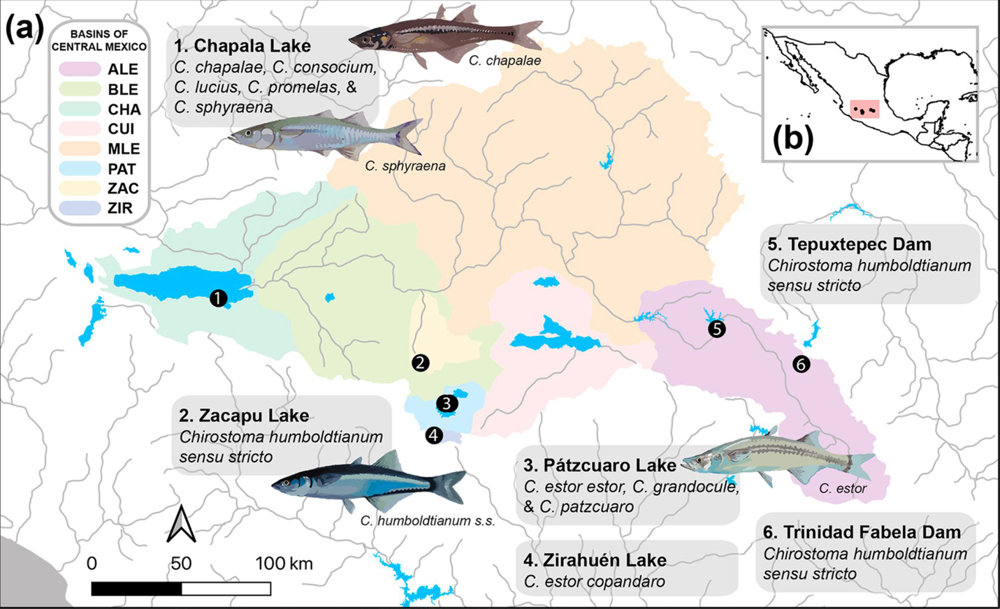 (a)
BASINS OF
CENTRAL MEXICO
ALE
BLE
CHA
CUI
MLE
PAT
ZAC
ZIR
1. Chapala Lake
C. chapalae, C. consocium,
C. lucius, C. promelas, &
C. sphyraena
C. chapalae
C. sphyraena
(b)
5. Tepuxtepec Dam
Chirostoma humboldtianum
sensu stricto
1
2
3
4
5
6
2. Zacapu Lake
Chirostoma humboldtianum
sensu stricto
C. humboldtianum s.s.
3. Pátzcuaro Lake
C. estor estor, C. grandocule,
& C. patzcuaro
C. estor
4. Zirahuén Lake
C. estor copandaro
6. Trinidad Fabela Dam
Chirostoma humboldtianum
sensu stricto
0 50 100 km